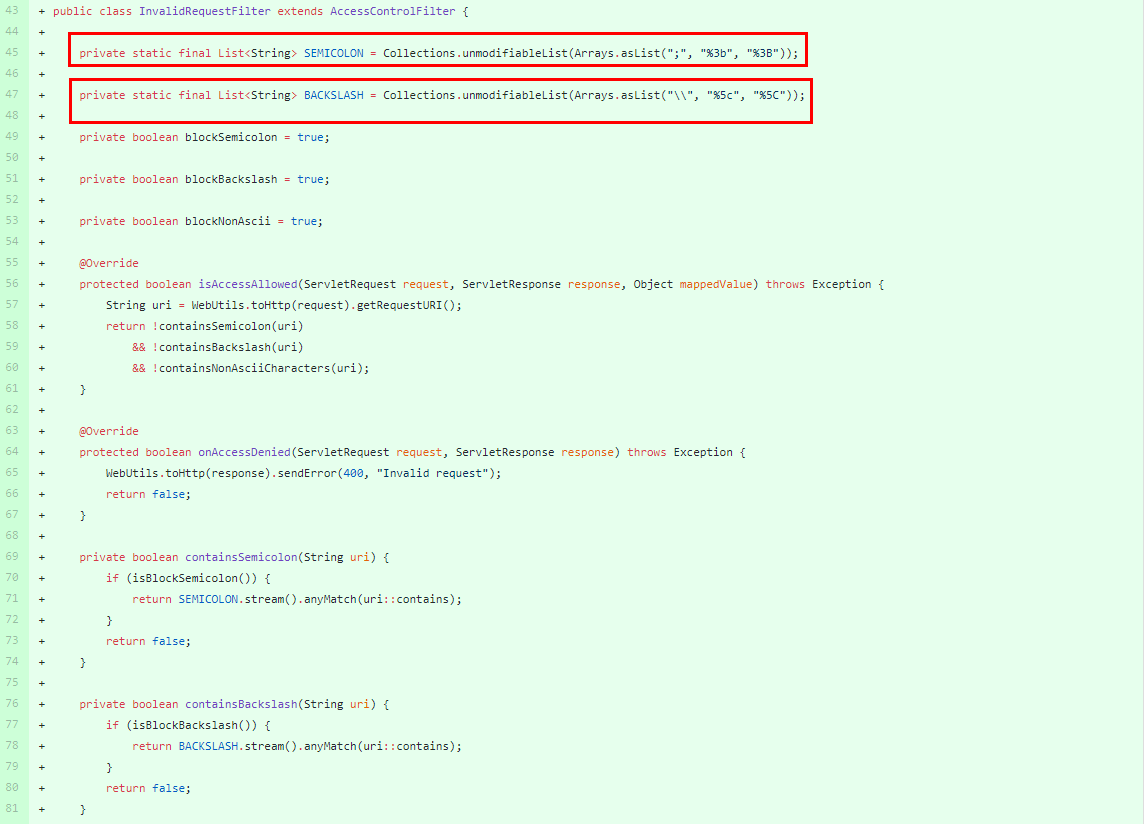 43 + public class InvalidRequestFilter extends AccessControlFilter {
44 +
45 + private static final List<String> SEMICOLON = Collections.unmodifiableList(Arrays.asList(";", "%3b", "%3B"));
46 +
47 + private static final List<String> BACKSLASH = Collections.unmodifiableList(Arrays.asList("\\", "%5c", "%5C"));
48 +
49 + private boolean blockSemicolon = true;
50 +
51 + private boolean blockBackslash = true;
52 +
53 + private boolean blockNonAscii = true;
54 +
55 + @Override
56 + protected boolean isAccessAllowed(ServletRequest request, ServletResponse response, Object mappedValue) throws Exception {
57 + String uri = WebUtils.toHttp(request).getRequestURI();
58 + return !containsSemicolon(uri)
59 + && !containsBackslash(uri)
60 + && !containsNonAsciiCharacters(uri);
61 + }
62 +
63 + @Override
64 + protected boolean onAccessDenied(ServletRequest request, ServletResponse response) throws Exception {
65 + WebUtils.toHttp(response).sendError(400, "Invalid request");
66 + return false;
67 + }
68 +
69 + private boolean containsSemicolon(String uri) {
70 + if (isBlockSemicolon()) {
71 + return SEMICOLON.stream().anyMatch(uri::contains);
72 + }
73 + return false;
74 + }
75 +
76 + private boolean containsBackslash(String uri) {
77 + if (isBlockBackslash()) {
78 + return BACKSLASH.stream().anyMatch(uri::contains);
79 + }
80 + return false;
81 + }